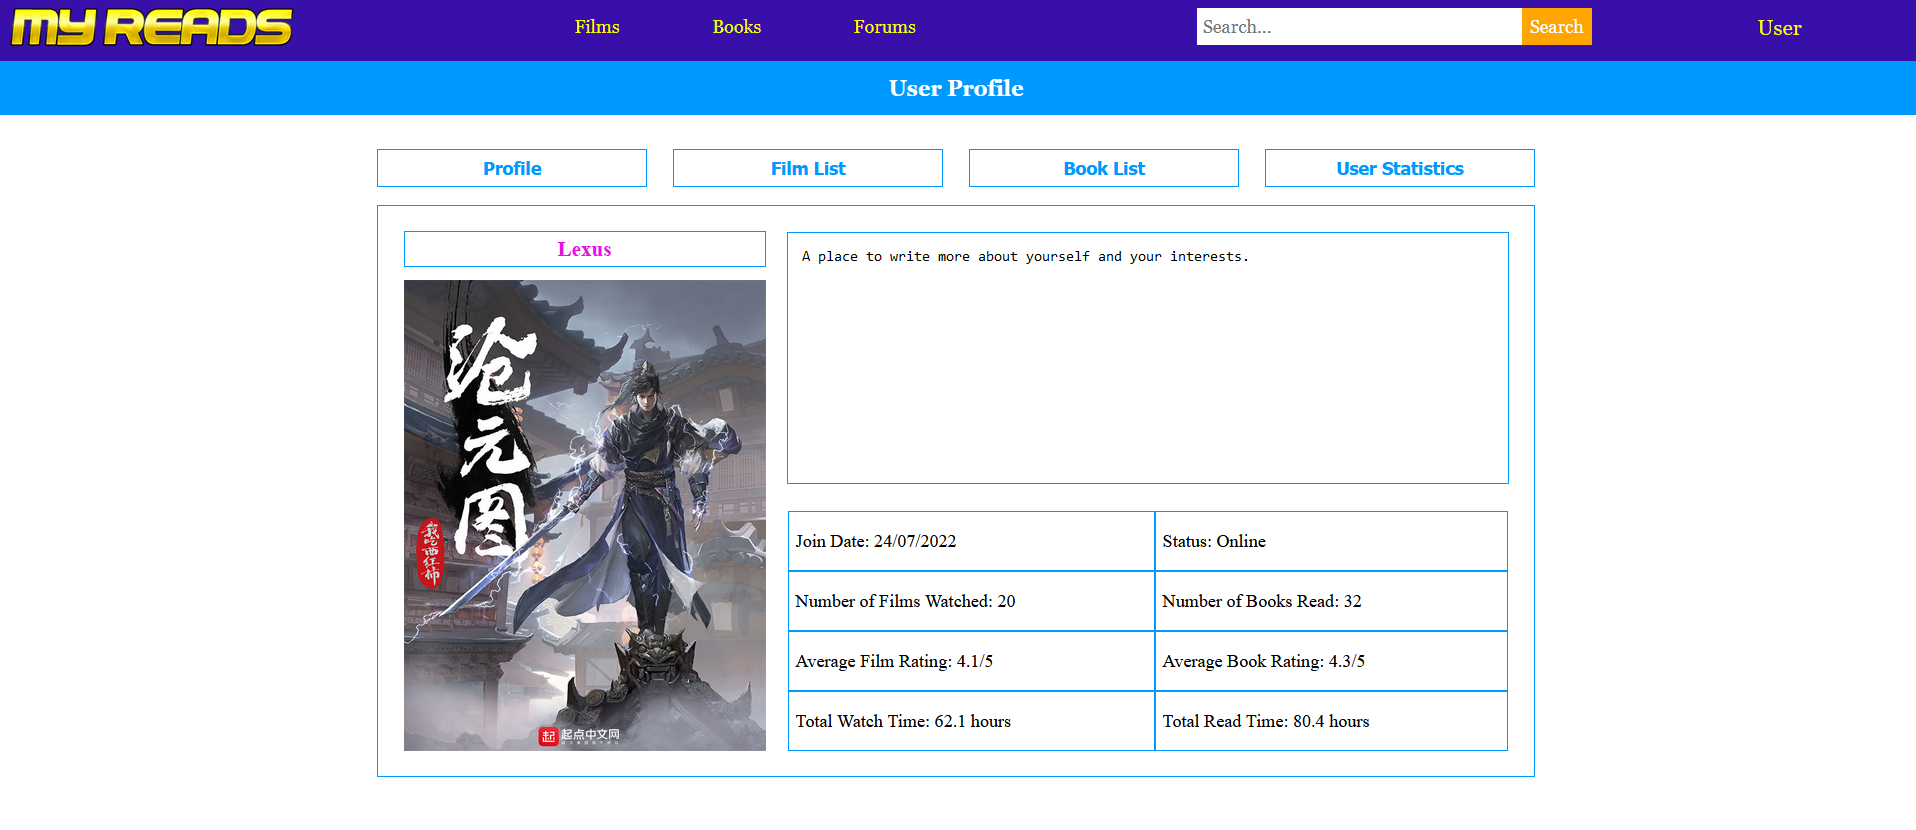 MY READS
Films
Books
Forums
Search...
Search
User
User Profile
Profile
Film List
Book List
User Statistics
Lexus
沧元图
我吃西红柿
起点中文网
A place to write more about yourself and your interests.
Join Date: 24/07/2022
Status: Online
Number of Films Watched: 20
Number of Books Read: 32
Average Film Rating: 4.1/5
Average Book Rating: 4.3/5
Total Watch Time: 62.1 hours
Total Read Time: 80.4 hours